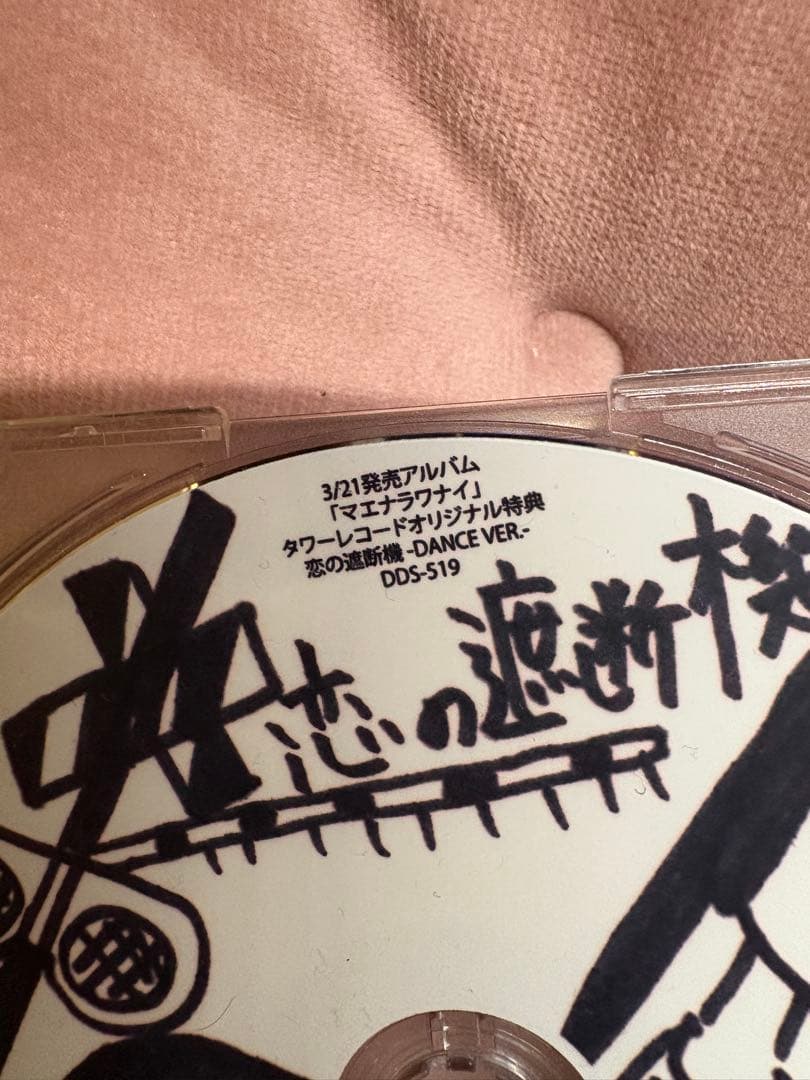 3/21発売アルバム
「マエナラワナイ」
タワーレコードオリジナル特典
恋の遮断機 -DANCE VER.-
DDS-519
恋の遮断機